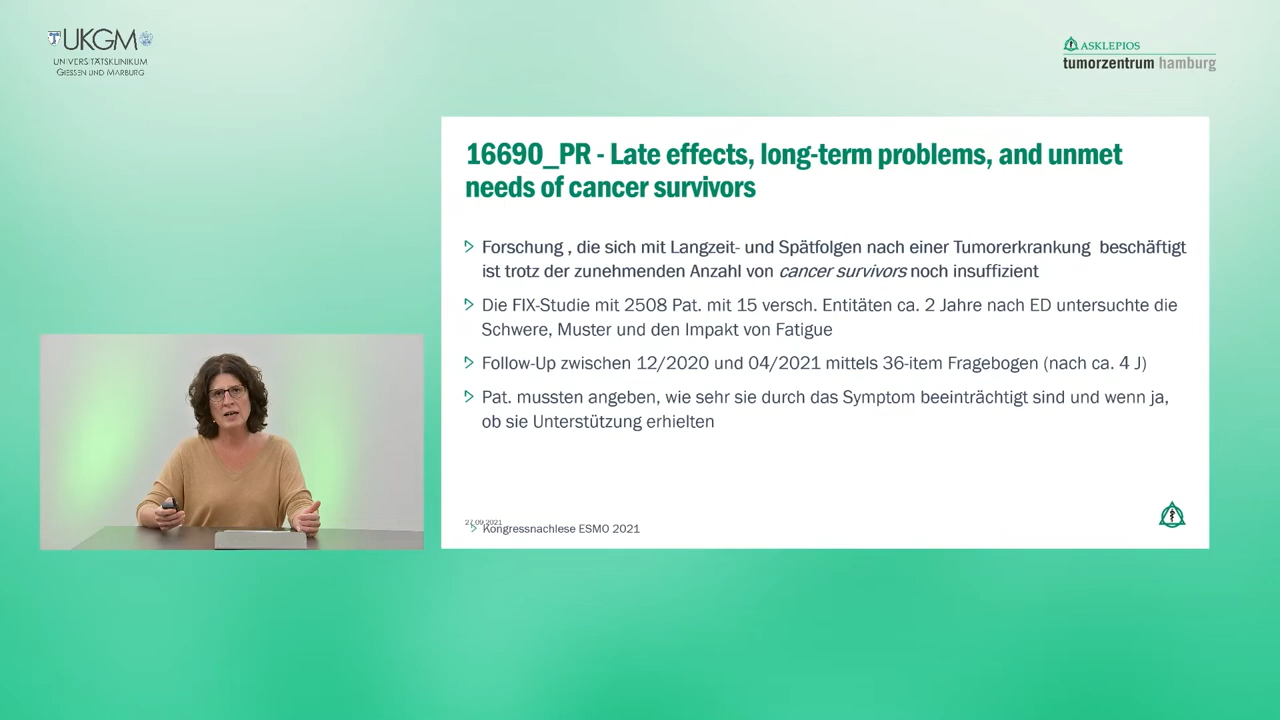 UKGM
UNIVERSITÄTSKLINIKUM
GIESSEN UND MARBURG
ASKLEPIOS
tumorzentrum hamburg
16690_PR - Late effects, long-term problems, and unmet
needs of cancer survivors
Forschung , die sich mit Langzeit- und Spätfolgen nach einer Tumorerkrankung beschäftigt
ist trotz der zunehmenden Anzahl von cancer survivors noch insuffizient
Die FIX-Studie mit 2508 Pat. mit 15 versch. Entitäten ca. 2 Jahre nach ED untersuchte die
Schwere, Muster und den Impakt von Fatigue
Follow-Up zwischen 12/2020 und 04/2021 mittels 36-item Fragebogen (nach ca. 4 J)
Pat. mussten angeben, wie sehr sie durch das Symptom beeinträchtigt sind und wenn ja,
ob sie Unterstützung erhielten
27.09.2021
Kongressnachlese ESMO 2021